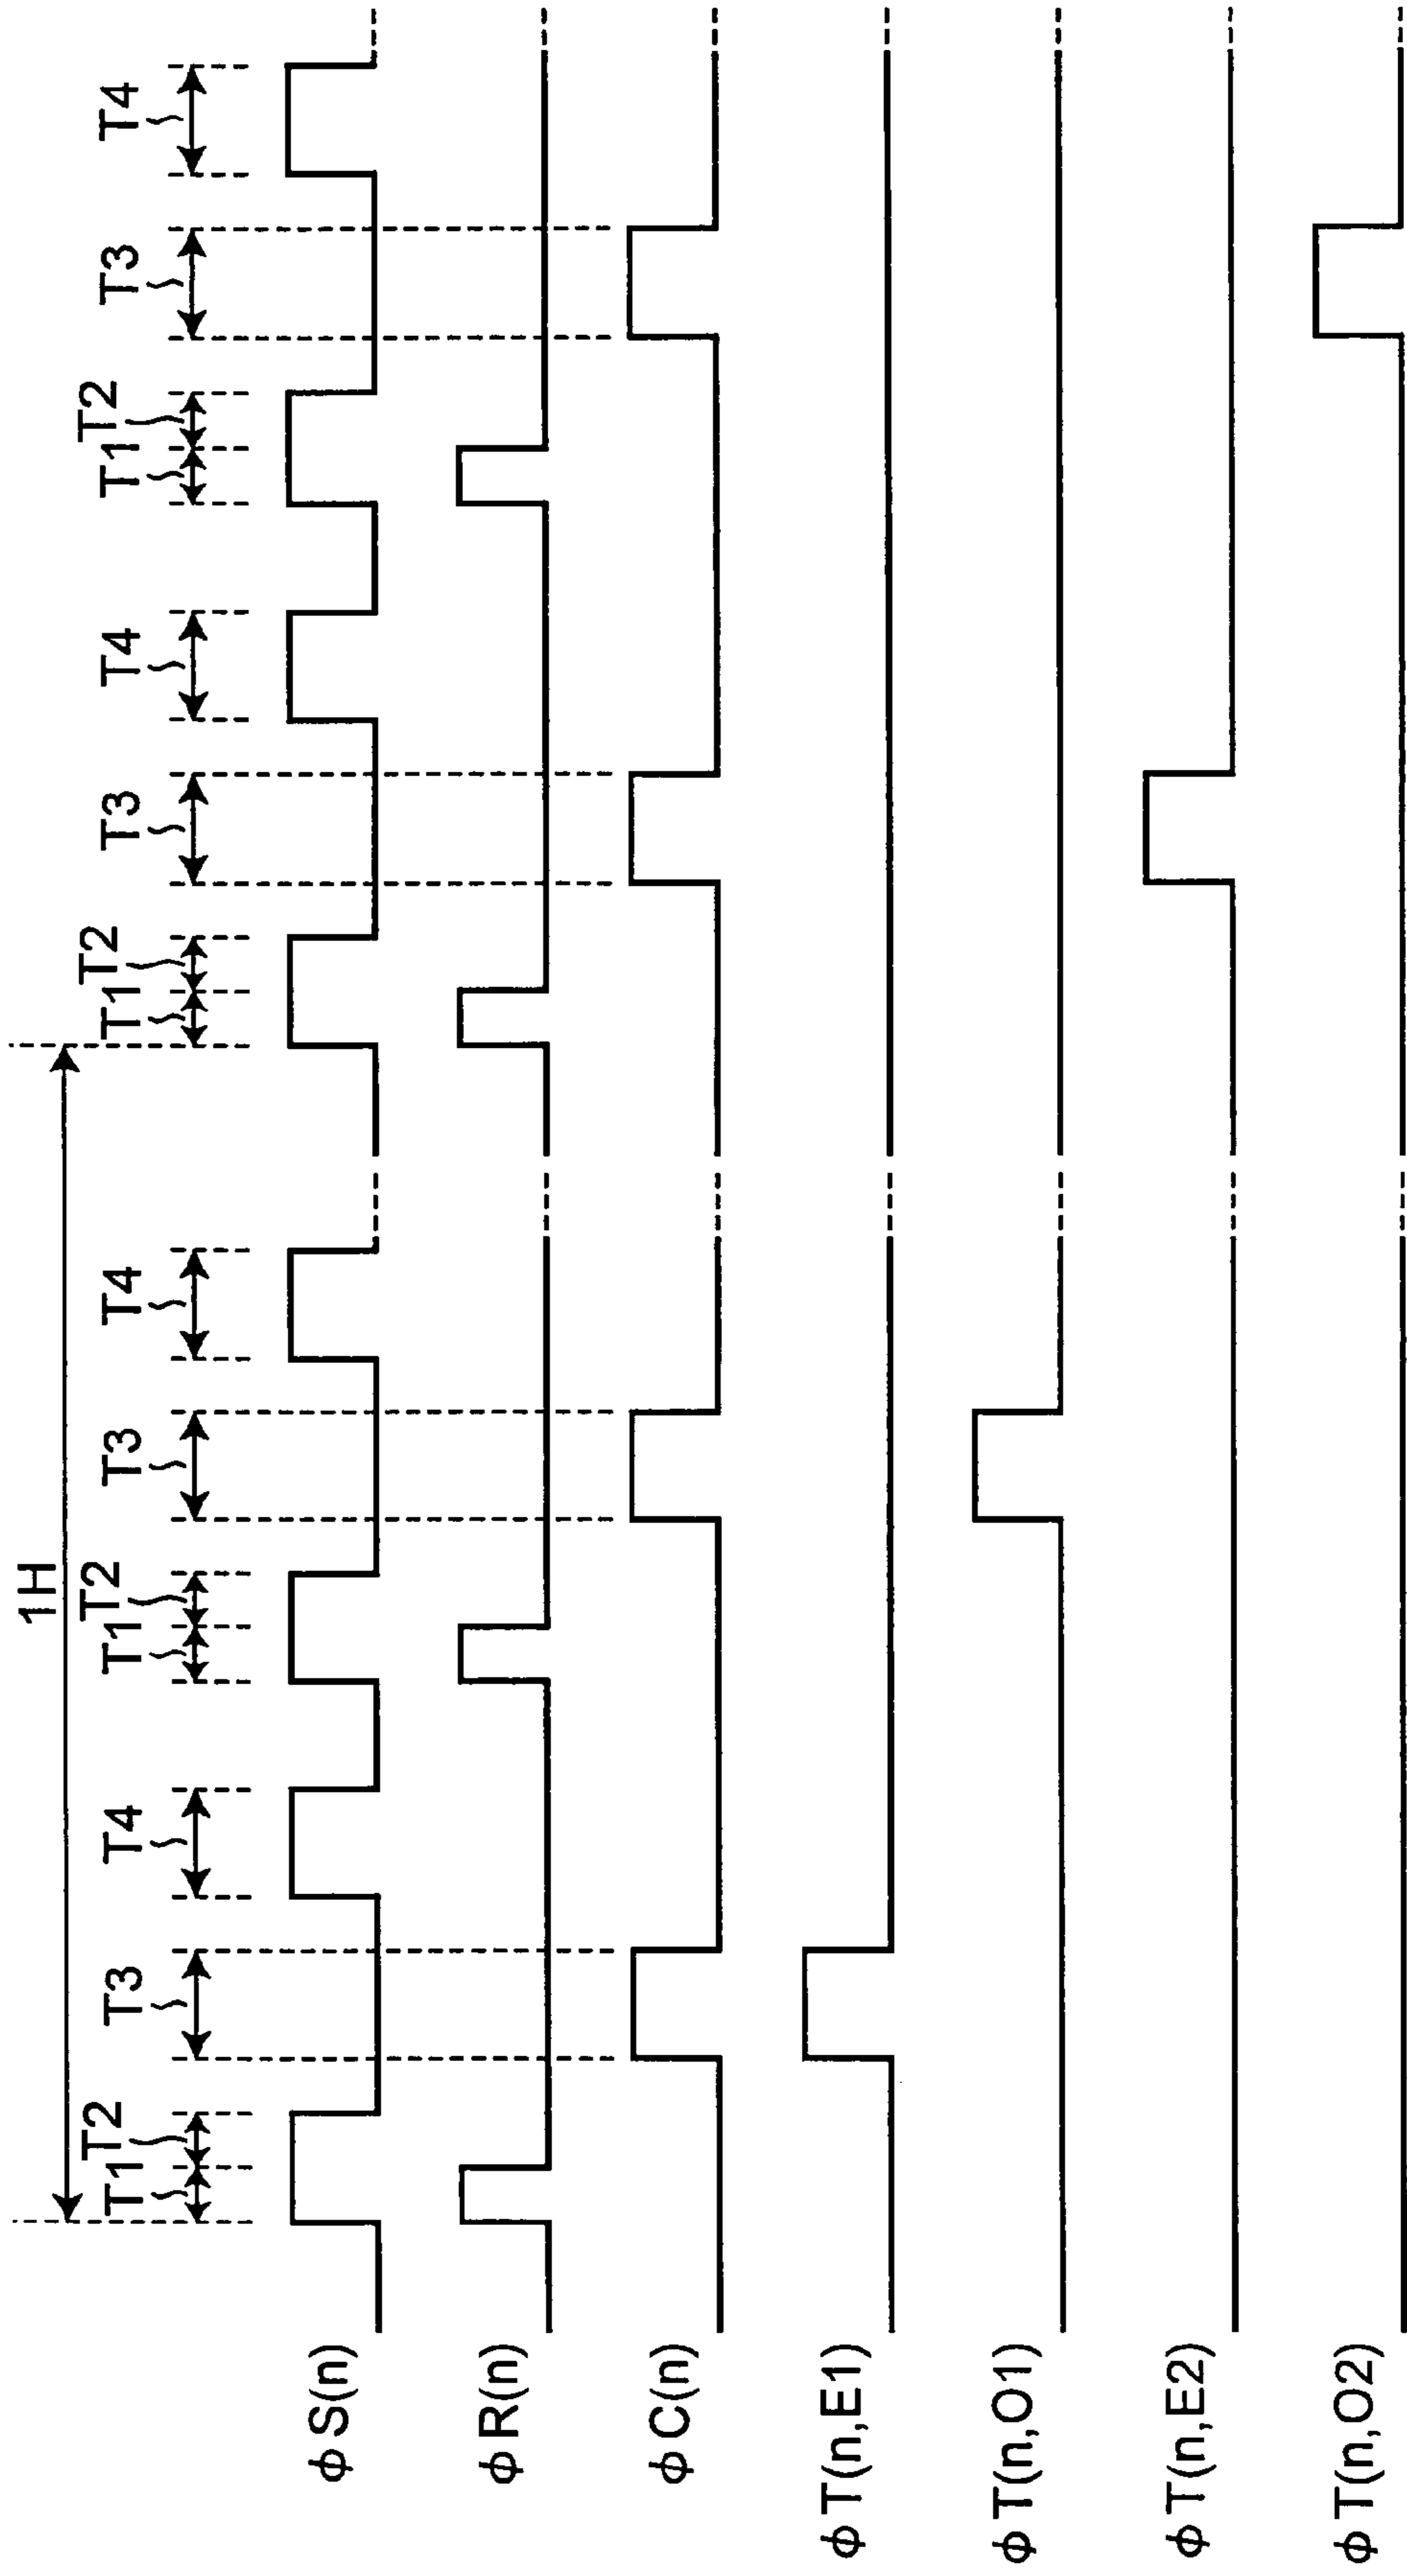 1H
T1 T2 T3 T4 T1 T2 T3 T4 T1 T2 T3 T4 T1 T2 T3 T4
ϕS(n)
ϕR(n)
ϕC(n)
ϕT(n,E1)
ϕT(n,O1)
ϕT(n,E2)
ϕT(n,O2)